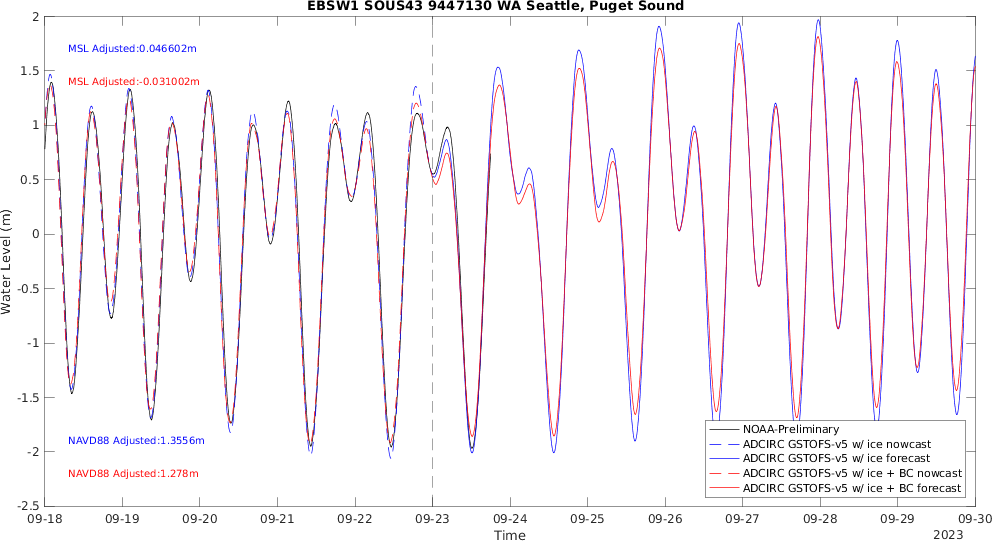 EBSW1 SOUS43 9447130 WA Seattle, Puget Sound
Water Level (m)
2
1.5
1
0.5
0
-0.5
-1
-1.5
-2
-2.5
MSL Adjusted:0.046602m
MSL Adjusted:-0.031002m
NAVD88 Adjusted:1.3556m
NAVD88 Adjusted:1.278m
NOAA-Preliminary
ADCIRC GSTOFS-v5 w/ ice nowcast
ADCIRC GSTOFS-v5 w/ ice forecast
ADCIRC GSTOFS-v5 w/ ice + BC nowcast
ADCIRC GSTOFS-v5 w/ ice + BC forecast
09-18 09-19 09-20 09-21 09-22 09-23 09-24 09-25 09-26 09-27 09-28 09-29 09-30
Time
2023